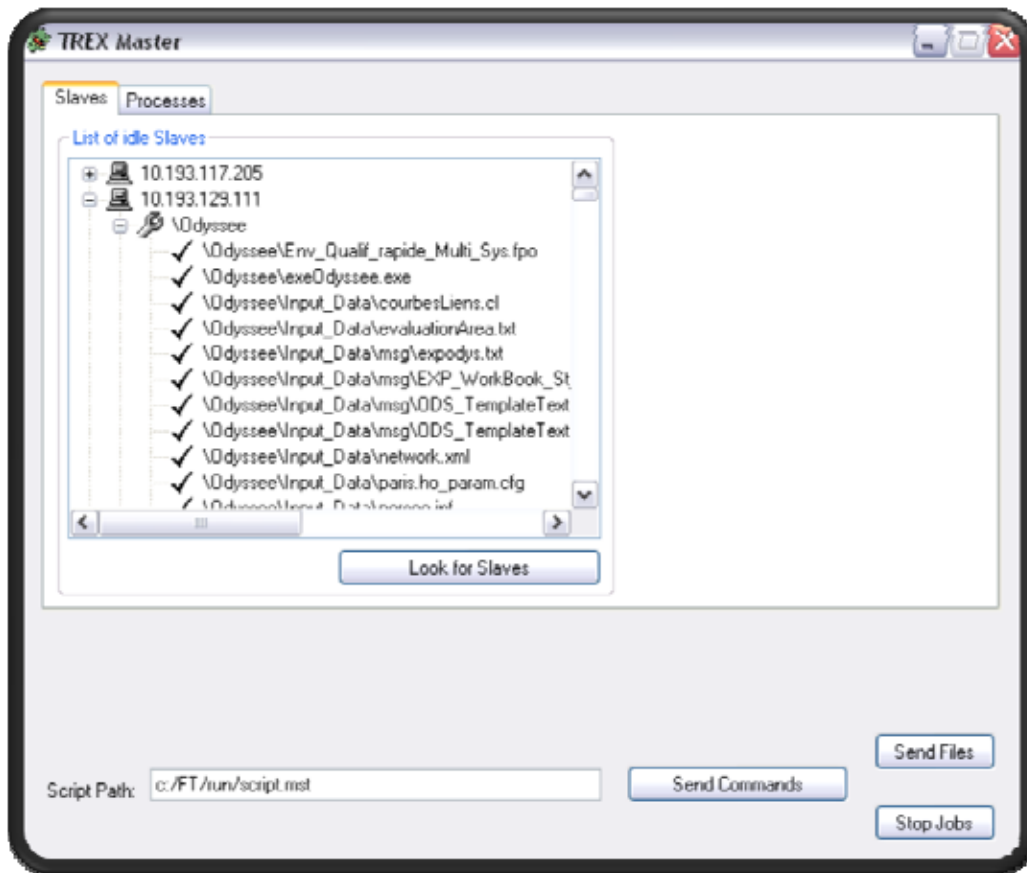 TREX Master
Slaves Processes
List of idle Slaves
10.193.117.205
10.193.129.111
\Odyssee
\Odyssee\Env_Qualif_rapide_Multi_Sys.fpo
\Odyssee\exeOdyssee.exe
\Odyssee\Input_Data\courbesLiens.cl
\Odyssee\Input_Data\evaluationArea.txt
\Odyssee\Input_Data\msg\expodys.txt
\Odyssee\Input_Data\msg\EXP_WorkBook_St
\Odyssee\Input_Data\msg\ODS_TemplateText
\Odyssee\Input_Data\msg\ODS_TemplateText
\Odyssee\Input_Data\network.xml
\Odyssee\Input_Data\paris.ho_param.cfg
Look for Slaves
Send Files
Script Path: c:/FT/run/script.mst Send Commands
Stop Jobs